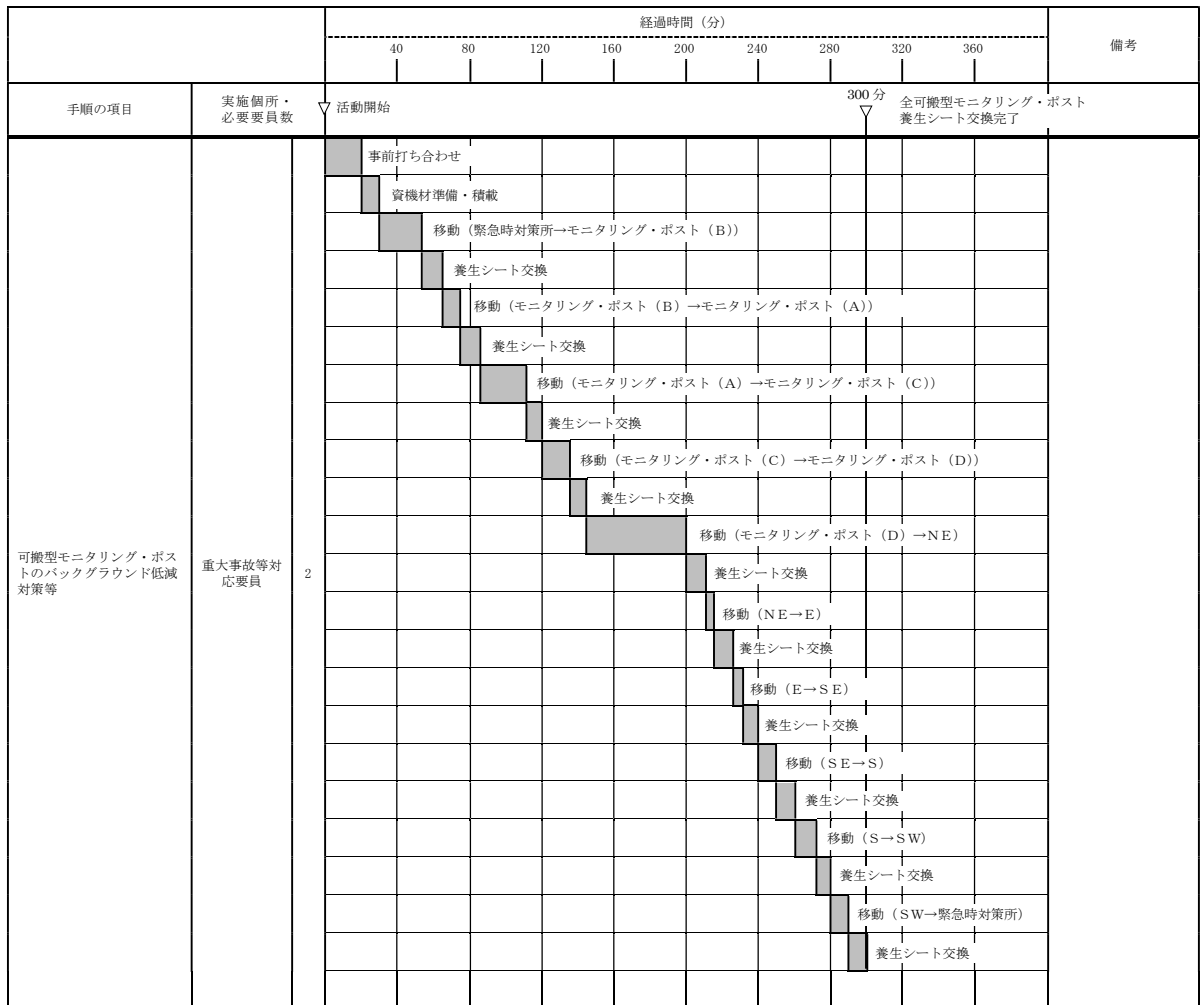 経過時間（分）
備考
40 80 120 160 200 240 280 320 360
手順の項目
実施個所・
必要要員数
活動開始
300 分
全可搬型モニタリング・ポスト
養生シート交換完了
事前打ち合わせ
資機材準備・積載
移動（緊急時対策所→モニタリング・ポスト（B））
養生シート交換
移動（モニタリング・ポスト（B）→モニタリング・ポスト（A））
養生シート交換
移動（モニタリング・ポスト（A）→モニタリング・ポスト（C））
養生シート交換
移動（モニタリング・ポスト（C）→モニタリング・ポスト（D））
養生シート交換
移動（モニタリング・ポスト（D）→NE）
可搬型モニタリング・ポス
トのバックグラウンド低減
対策等
重大事故等対
応要員
2
養生シート交換
移動（NE→E）
養生シート交換
移動（E→SE）
養生シート交換
移動（SE→S）
養生シート交換
移動（S→SW）
養生シート交換
移動（SW→緊急時対策所）
養生シート交換